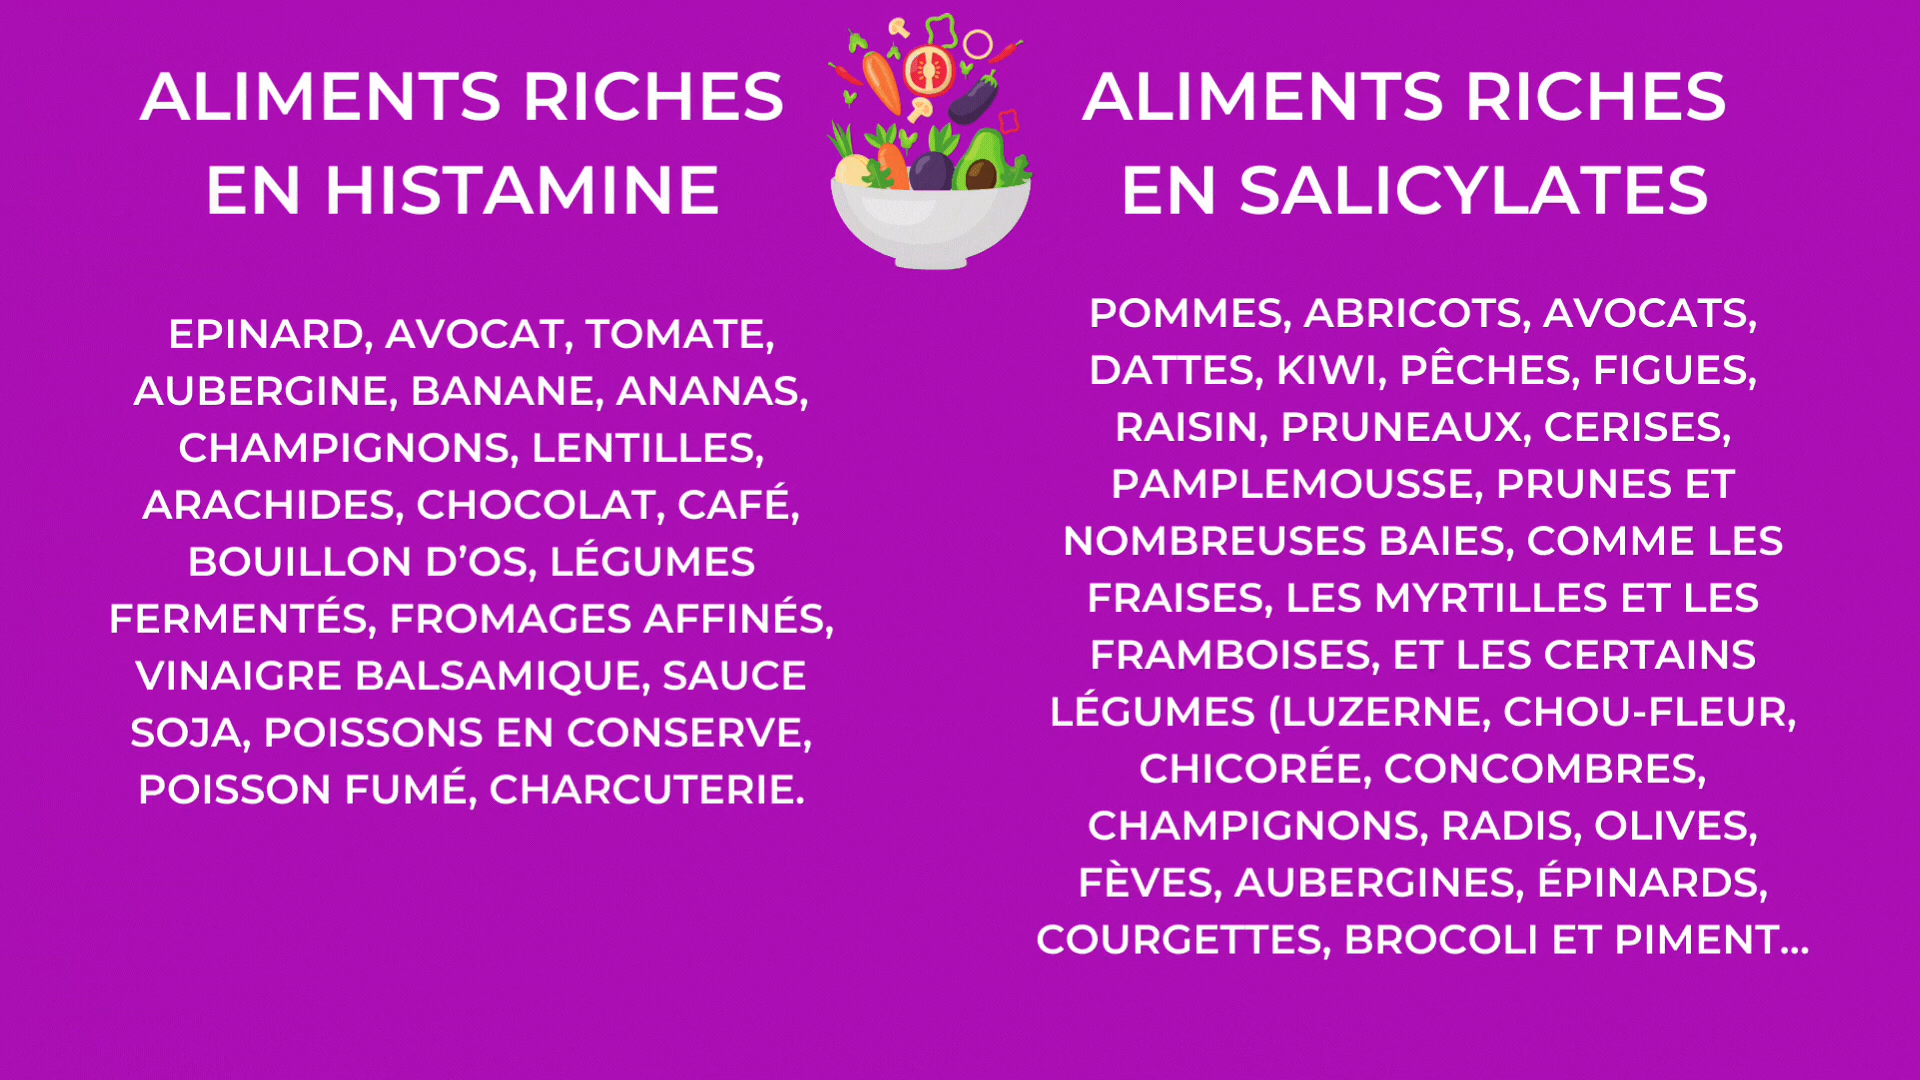 ALIMENTS RICHES
EN HISTAMINE
EPINARD, AVOCAT, TOMATE,
AUBERGINE, BANANE, ANANAS,
CHAMPIGNONS, LENTILLES,
ARACHIDES, CHOCOLAT, CAFÉ,
BOUILLON D’OS, LÉGUMES
FERMENTÉS, FROMAGES AFFINÉS,
VINAIGRE BALSAMIQUE, SAUCE
SOJA, POISSONS EN CONSERVE,
POISSON FUMÉ, CHARCUTERIE.
ALIMENTS RICHES
EN SALICYLATES
POMMES, ABRICOTS, AVOCATS,
DATTES, KIWI, PÊCHES, FIGUES,
RAISIN, PRUNEAUX, CERISES,
PAMPLEMOUSSE, PRUNES ET
NOMBREUSES BAIES, COMME LES
FRAISES, LES MYRTILLES ET LES
FRAMBOISES, ET LES CERTAINS
LÉGUMES (LUZERNE, CHOU-FLEUR,
CHICORÉE, CONCOMBRES,
CHAMPIGNONS, RADIS, OLIVES,
FÈVES, AUBERGINES, ÉPINARDS,
COURGETTES, BROCOLI ET PIMENT...